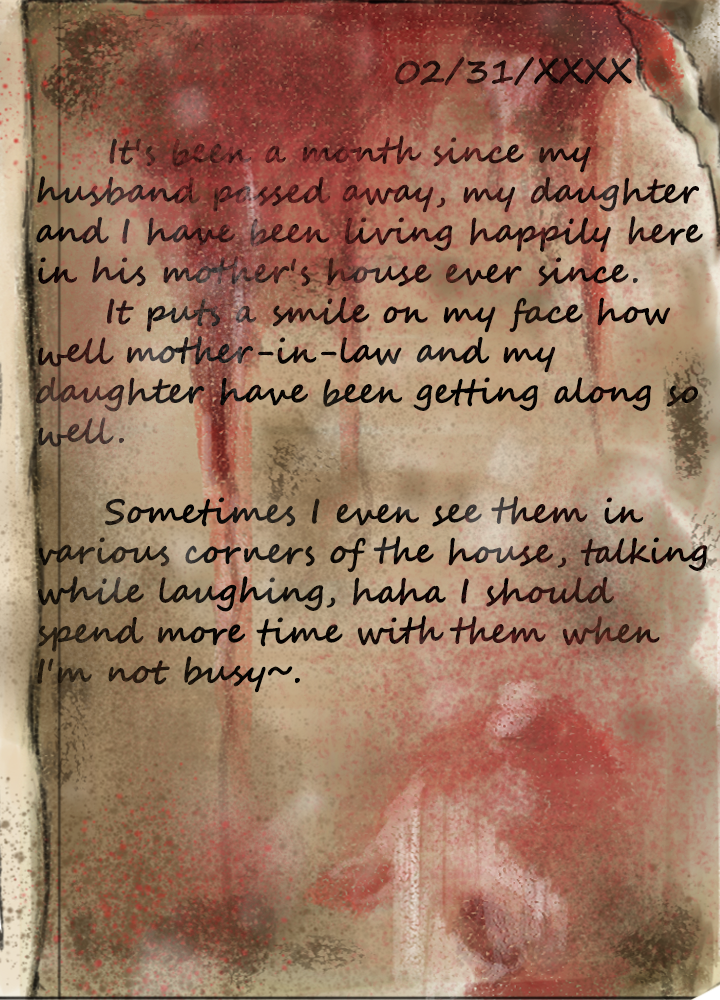 02/31/XXXX
It's been a month since my
husband passed away, my daughter
and I have been living happily here
in his mother's house ever since.
It puts a smile on my face how
well mother-in-law and my
daughter have been getting along so
well.
Sometimes I even see them in
various corners of the house, talking
while laughing, haha I should
spend more time with them when
I'm not busy~.